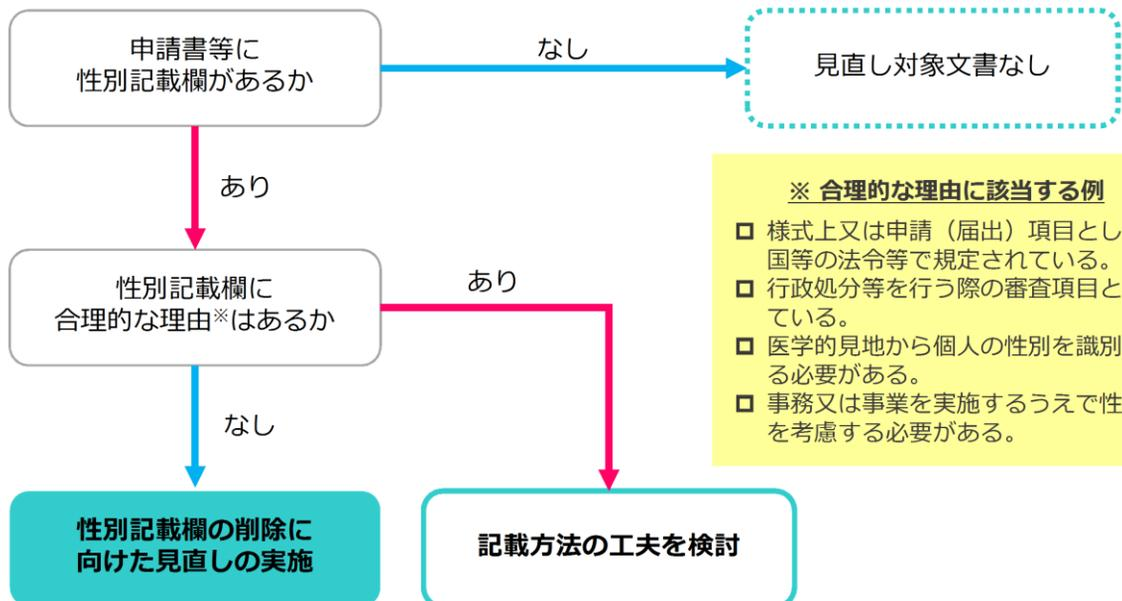 申請書等に
性別記載欄があるか
なし
見直し対象文書なし
あり
※ 合理的な理由に該当する例
様式上又は申請（届出）項目とし
国等の法令等で規定されている。
行政処分等を行う際の審査項目と
ている。
医学的見地から個人の性別を識別
る必要がある。
事務又は事業を実施するうえで性
を考慮する必要がある。
性別記載欄に
合理的な理由※はあるか
あり
なし
性別記載欄の削除に
向けた見直しの実施
記載方法の工夫を検討